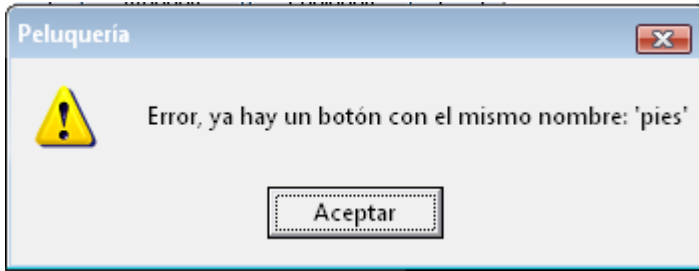 Peluquería
Error, ya hay un botón con el mismo nombre: 'pies'
Aceptar